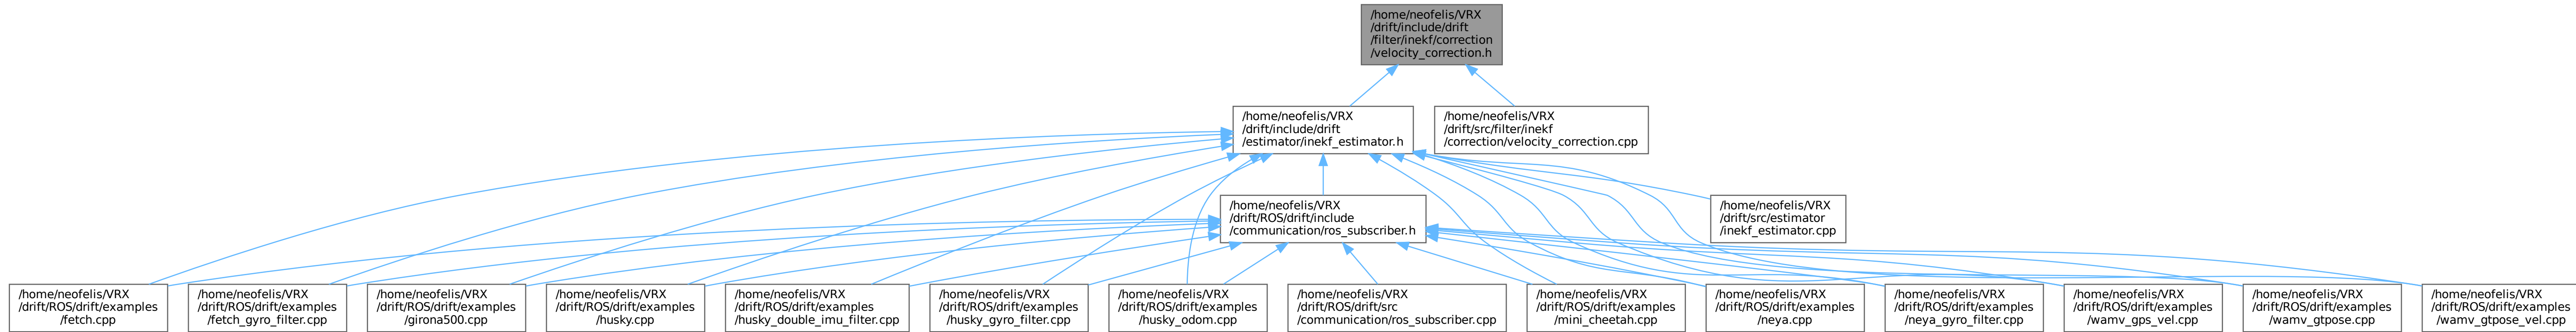 /home/neofelis/VRX
/drift/include/drift
/filter/inekf/correction
/velocity_correction.h
/home/neofelis/VRX
/drift/include/drift
/estimator/inekf_estimator.h
/home/neofelis/VRX
/drift/src/filter/inekf
/correction/velocity_correction.cpp
/home/neofelis/VRX
/drift/ROS/drift/include
/communication/ros_subscriber.h
/home/neofelis/VRX
/drift/src/estimator
/inekf_estimator.cpp
/home/neofelis/VRX
/drift/ROS/drift/examples
/fetch.cpp
/home/neofelis/VRX
/drift/ROS/drift/examples
/fetch_gyro_filter.cpp
/home/neofelis/VRX
/drift/ROS/drift/examples
/girona500.cpp
/home/neofelis/VRX
/drift/ROS/drift/examples
/husky.cpp
/home/neofelis/VRX
/drift/ROS/drift/examples
/husky_double_imu_filter.cpp
/home/neofelis/VRX
/drift/ROS/drift/examples
/husky_gyro_filter.cpp
/home/neofelis/VRX
/drift/ROS/drift/examples
/husky_odom.cpp
/home/neofelis/VRX
/drift/ROS/drift/src
/communication/ros_subscriber.cpp
/home/neofelis/VRX
/drift/ROS/drift/examples
/mini_cheetah.cpp
/home/neofelis/VRX
/drift/ROS/drift/examples
/neya.cpp
/home/neofelis/VRX
/drift/ROS/drift/examples
/neya_gyro_filter.cpp
/home/neofelis/VRX
/drift/ROS/drift/examples
/wamv_gps_vel.cpp
/home/neofelis/VRX
/drift/ROS/drift/examples
/wamv_gtpose.cpp
/home/neofelis/VRX
/drift/ROS/drift/examples
/wamv_gtpose_vel.cpp